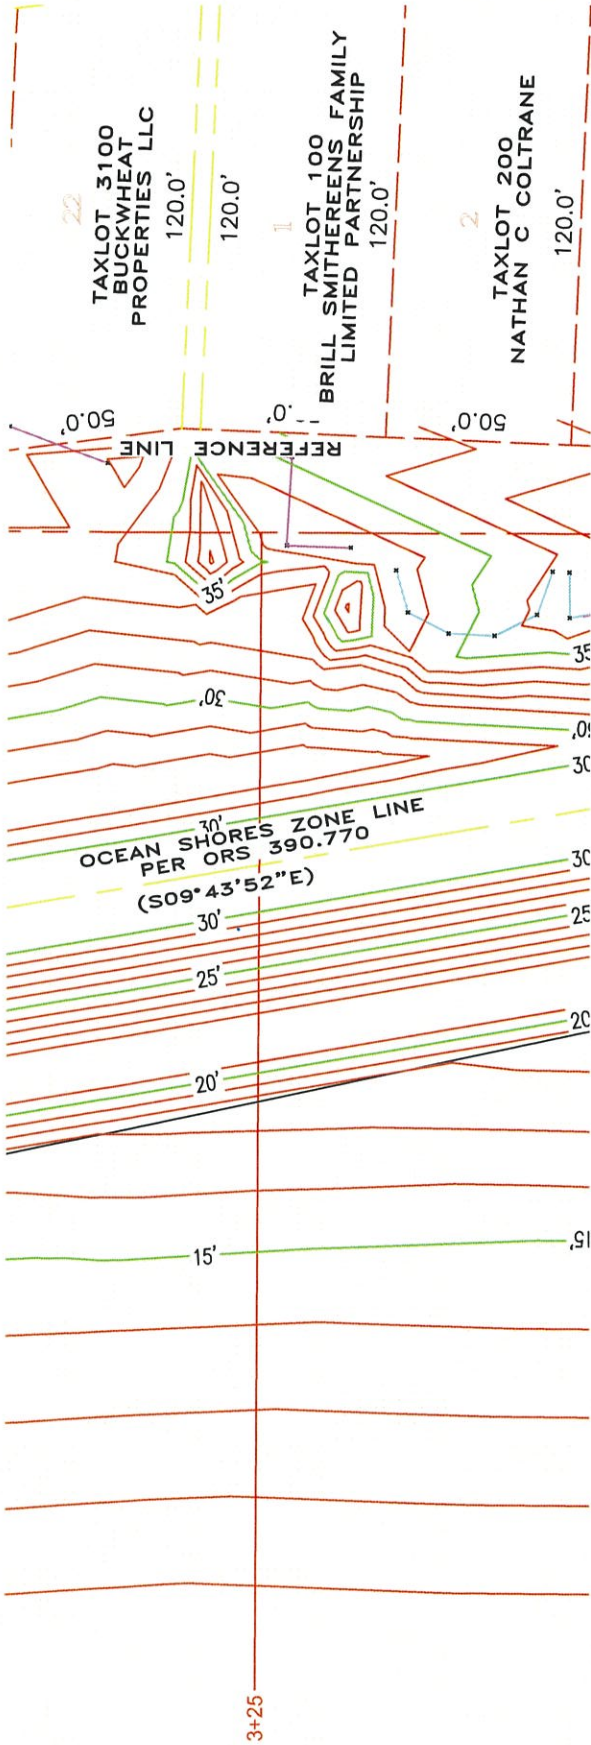 22
TAXLOT 3100
BUCKWHEAT
PROPERTIES LLC
120.0'
120.0'
1
TAXLOT 100
BRILL SMITHEREENS FAMILY
LIMITED PARTNERSHIP
120.0'
2
TAXLOT 200
NATHAN C COLTRANE
120.0'
50.0'
.0'
50.0'
REFERENCE LINE
35'
35
30'
0'
30
30'
OCEAN SHORES ZONE LINE
PER ORS 390.770
(S09°43'52"E)
30
30'
25
25'
20
20'
15'
15'
3+25